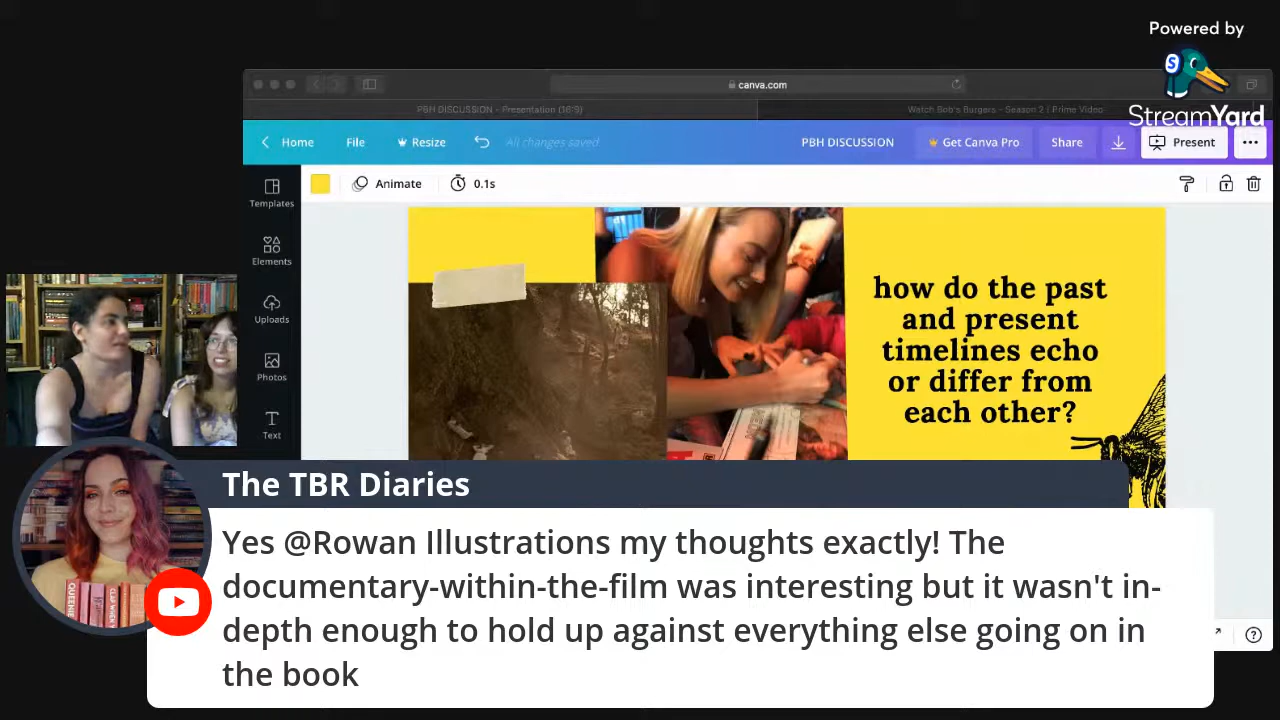 Powered by
StreamYard
canva.com
PBH DISCUSSION - Presentation (16:9)
Watch Bob's Burgers - Season 2 | Prime Video
Home
File
Resize
All changes saved
PBH DISCUSSION
Get Canva Pro
Share
Present
Animate
0.1s
Templates
Elements
Uploads
Photos
Text
how do the past
and present
timelines echo
or differ from
each other?
The TBR Diaries
Yes @Rowan Illustrations my thoughts exactly! The
documentary-within-the-film was interesting but it wasn't in-
depth enough to hold up against everything else going on in
the book
QUEENIE